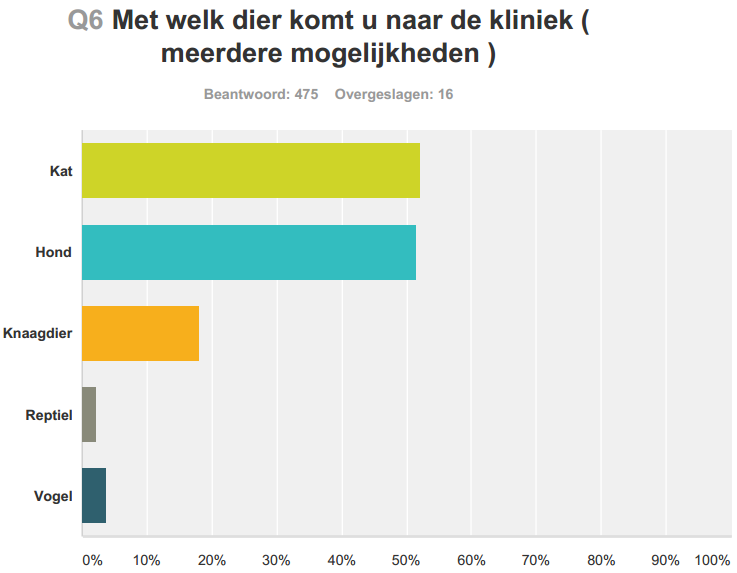 Q6 Met welk dier komt u naar de kliniek (
meerdere mogelijkheden )
Beantwoord: 475 Overgeslagen: 16
Kat
Hond
Knaagdier
Reptiel
Vogel
0% 10% 20% 30% 40% 50% 60% 70% 80% 90% 100%